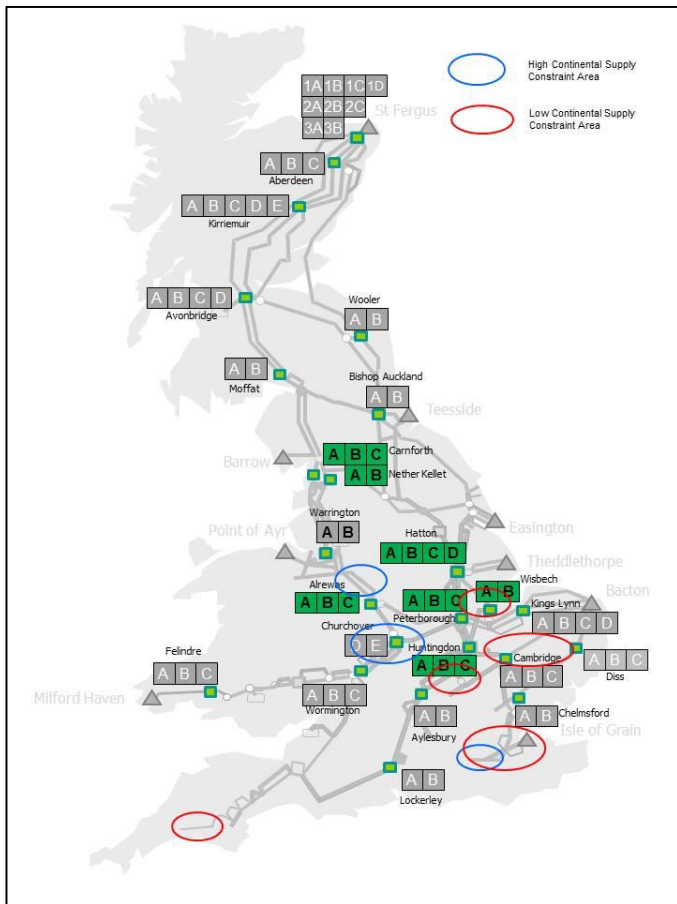 High Continental Supply
Constraint Area
Low Continental Supply
Constraint Area
1A 1B 1C 1D
2A 2B 2C
3A 3B
St Fergus
A B C
Aberdeen
A B C D E
Kirriemuir
A B C D
Avonbridge
Wooler
A B
A B
Moffat
Bishop Auckland
A B
Teesside
A B C
Carnforth
Barrow
A B
Nether Kellet
Warrington
A B
Point of Ayr
Hatton
A B C D
Easington
Theddlethorpe
Alrewas
A B C
Wisbech
A B
A B C
Peterborough
Bacton
Kings Lynn
A B C D
Churchover
D E
Huntingdon
A B C
Cambridge
A B C
A B C
Diss
Felindre
A B C
Milford Haven
A B C
Wormington
A B
Aylesbury
A B
Chelmsford
Isle of Grain
A B
Lockerley